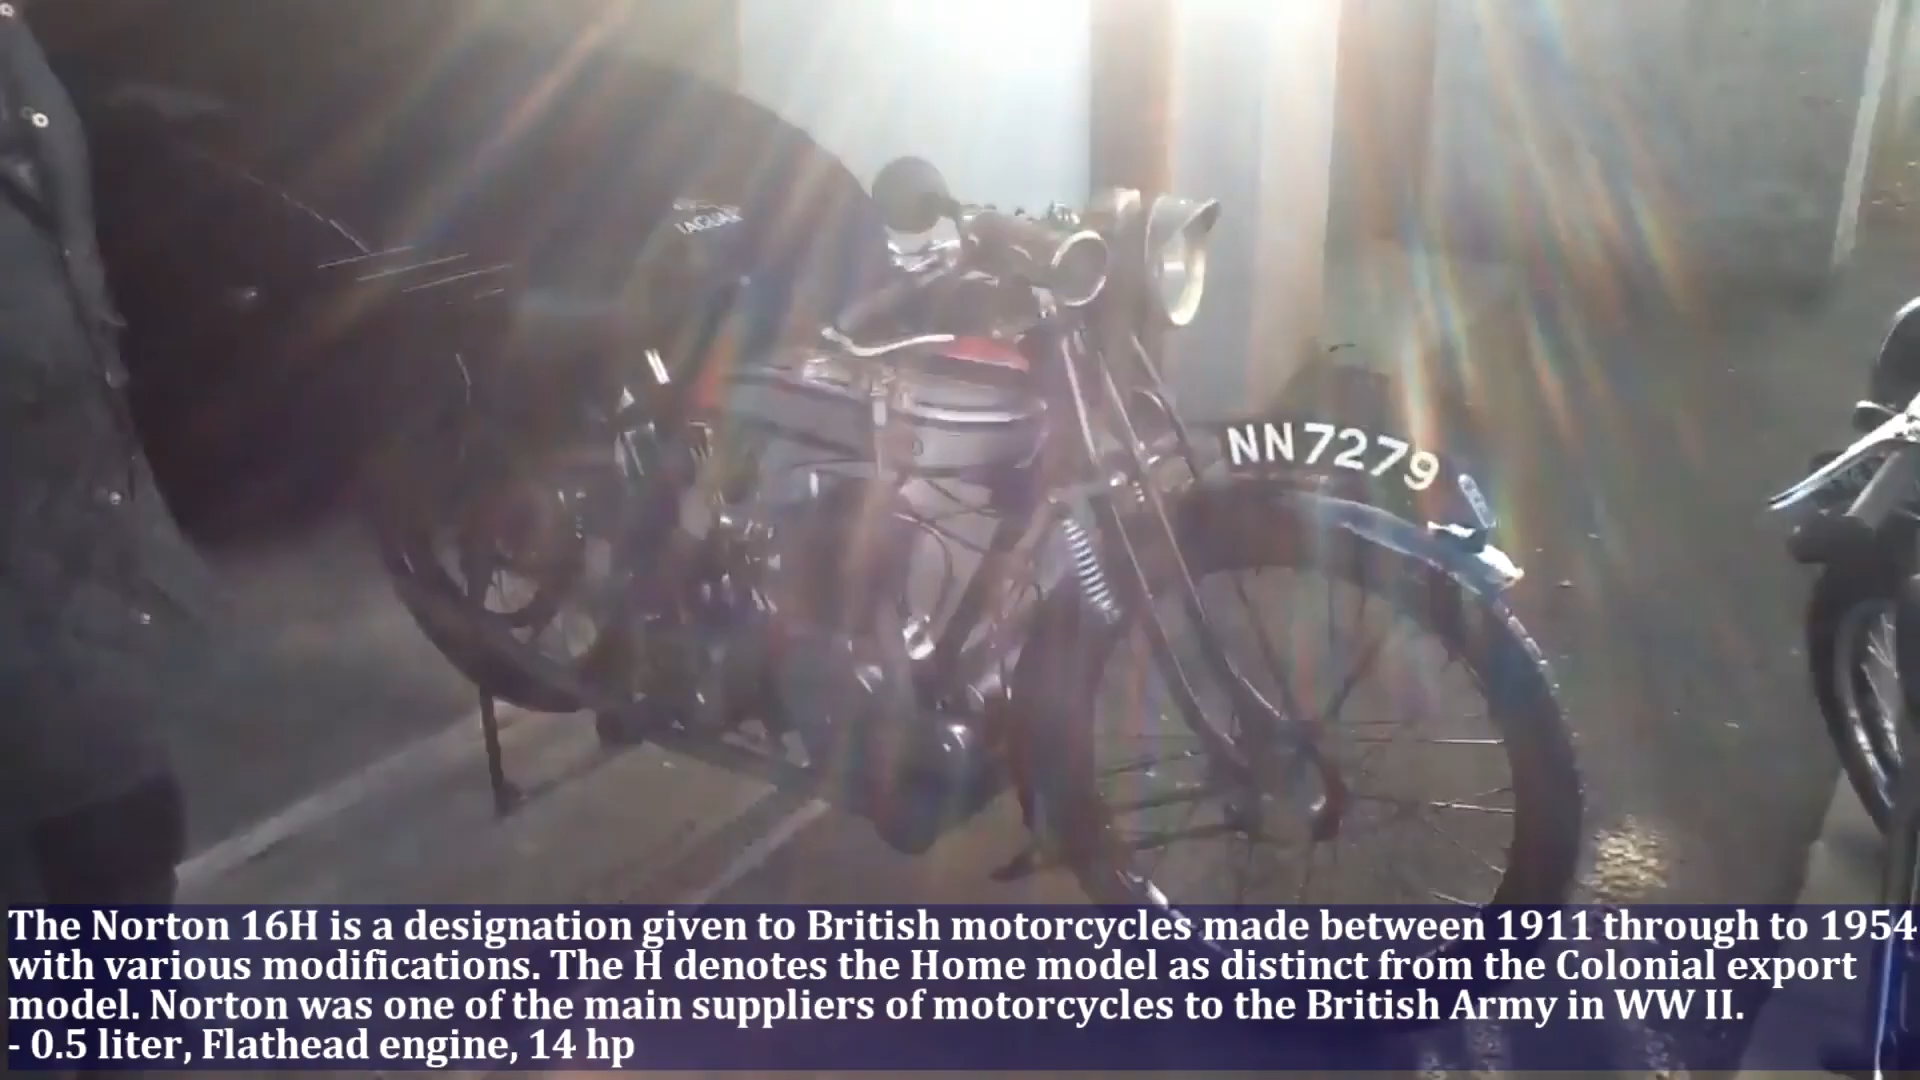 JAGUAR
NN7279
The Norton 16H is a designation given to British motorcycles made between 1911 through to 1954
with various modifications. The H denotes the Home model as distinct from the Colonial export
model. Norton was one of the main suppliers of motorcycles to the British Army in WW II.
- 0.5 liter, Flathead engine, 14 hp